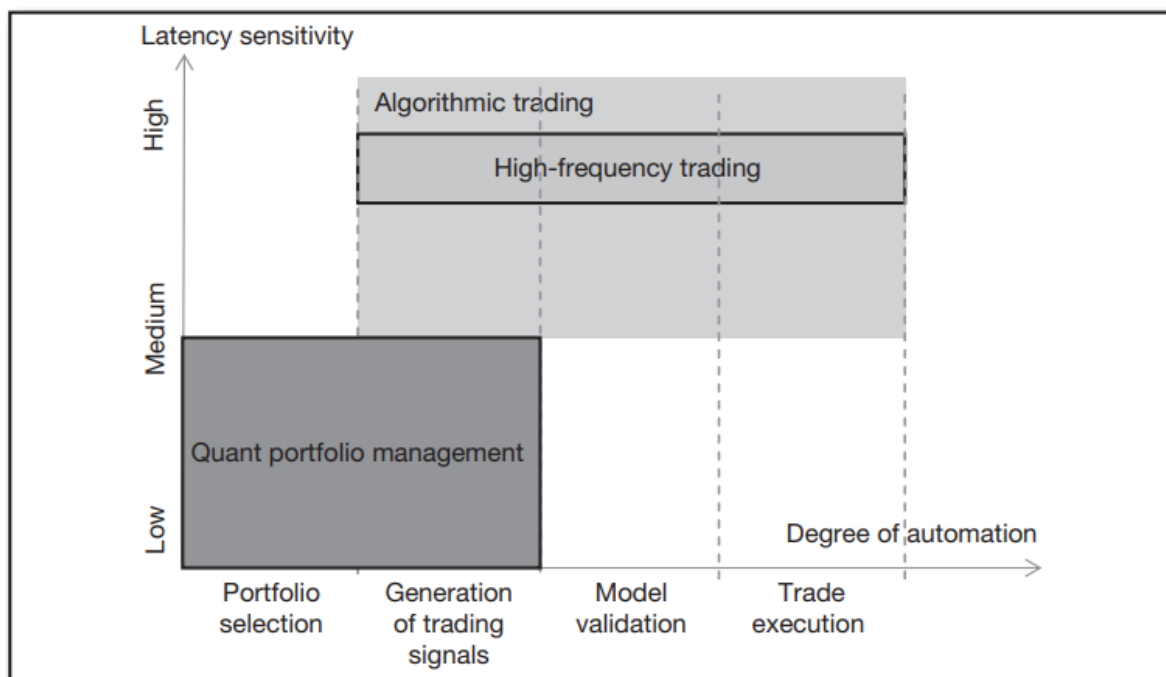 Latency sensitivity
High
Algorithmic trading
High-frequency trading
Medium
Quant portfolio management
Low
Degree of automation
Portfolio
selection
Generation
of trading
signals
Model
validation
Trade
execution